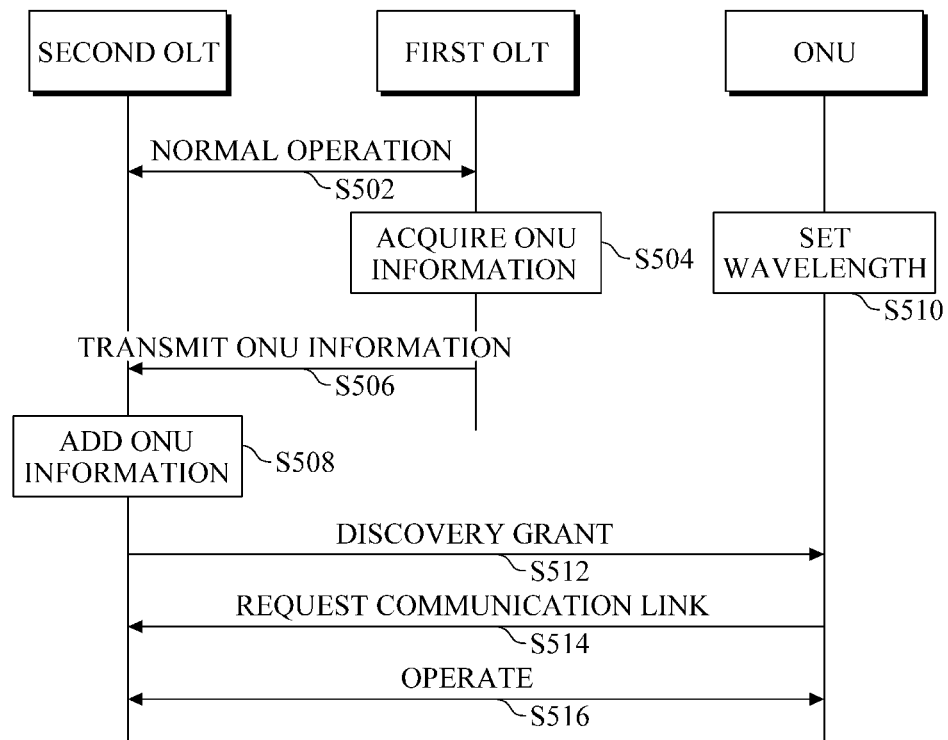 SECOND OLT
FIRST OLT
ONU
NORMAL OPERATION
S502
ACQUIRE ONU
INFORMATION
S504
SET
WAVELENGTH
S510
TRANSMIT ONU INFORMATION
S506
ADD ONU
INFORMATION
S508
DISCOVERY GRANT
S512
REQUEST COMMUNICATION LINK
S514
OPERATE
S516